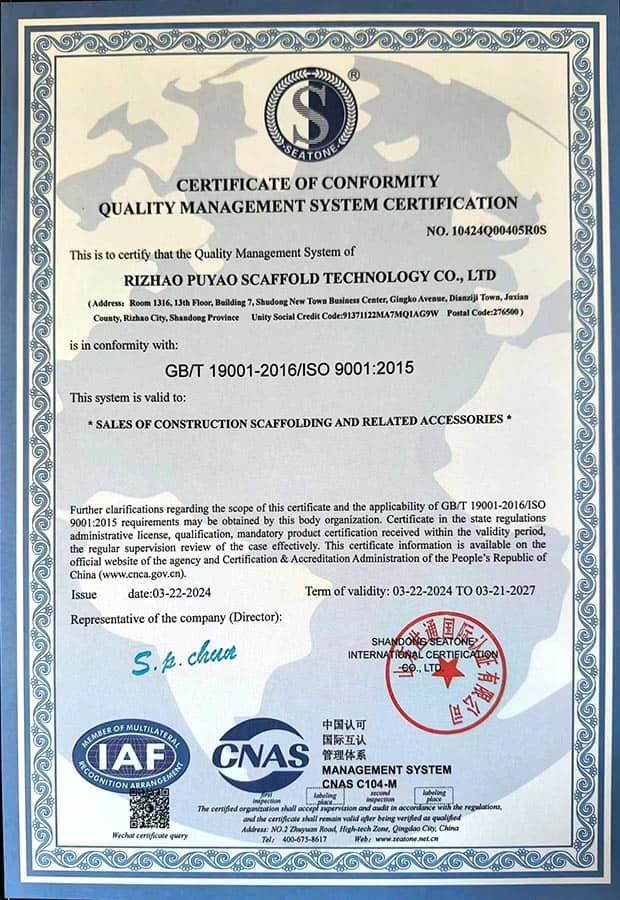 S
®
·SEATONE·
CERTIFICATE OF CONFORMITY
QUALITY MANAGEMENT SYSTEM CERTIFICATION
NO. 10424Q00405R0S
This is to certify that the Quality Management System of
RIZHAO PUYAO SCAFFOLD TECHNOLOGY CO., LTD
(Address: Room 1316, 13th Floor, Building 7, Shudong New Town Business Center, Gingko Avenue, Dianziji Town, Juxian
County, Rizhao City, Shandong Province Unity Social Credit Code:91371122MA7MQ1AG9W Postal Code:276500)
is in conformity with:
GB/T 19001-2016/ISO 9001:2015
This system is valid to:
* SALES OF CONSTRUCTION SCAFFOLDING AND RELATED ACCESSORIES *
Further clarifications regarding the scope of this certificate and the applicability of GB/T 19001-2016/ISO
9001:2015 requirements may be obtained by this body organization. Certificate in the state regulations
administrative license, qualification, mandatory product certification received within the validity period,
the regular supervision review of the case effectively. This certificate information is available on the
official website of the agency and Certification & Accreditation Administration of the People's Republic of
China (www.cnca.gov.cn).
Issue date:03-22-2024 Term of validity: 03-22-2024 TO 03-21-2027
Representative of the company (Director):
S.p. chun
SHANDONG SEATONE
INTERNATIONAL CERTIFICATION
CO., LTD.
MEMBER OF MULTILATERAL
IAF
RECOGNITION ARRANGEMENT
CNAS
中国认可
国际互认
管理体系
MANAGEMENT SYSTEM
CNAS C104-M
Wechat certificate query
first inspection labeling place second inspection labeling place
The certified organization shall accept supervision and audit in accordance with the regulations,
and the certificate shall remain valid after being verified as qualified
Address: NO.2 Zhuyuan Road, High-tech Zone, Qingdao City, China
Tel: 400-675-8617 Web: www.seatone.net.cn